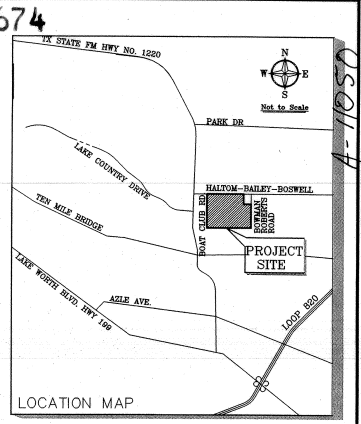 674
TX STATE FM HWY NO. 1220
N
W E
S
Not to Scale
A-1050
PARK DR
LAKE COUNTRY DRIVE
HALTOM-BAILEY-BOSWELL
TEN MILE BRIDGE
BOAT CLUB RD
BOWMAN
ROBERTS
ROAD
PROJECT
SITE
LAKE WORTH BLVD. HWY 199
AZLE AVE.
LOOP 820
LOCATION MAP